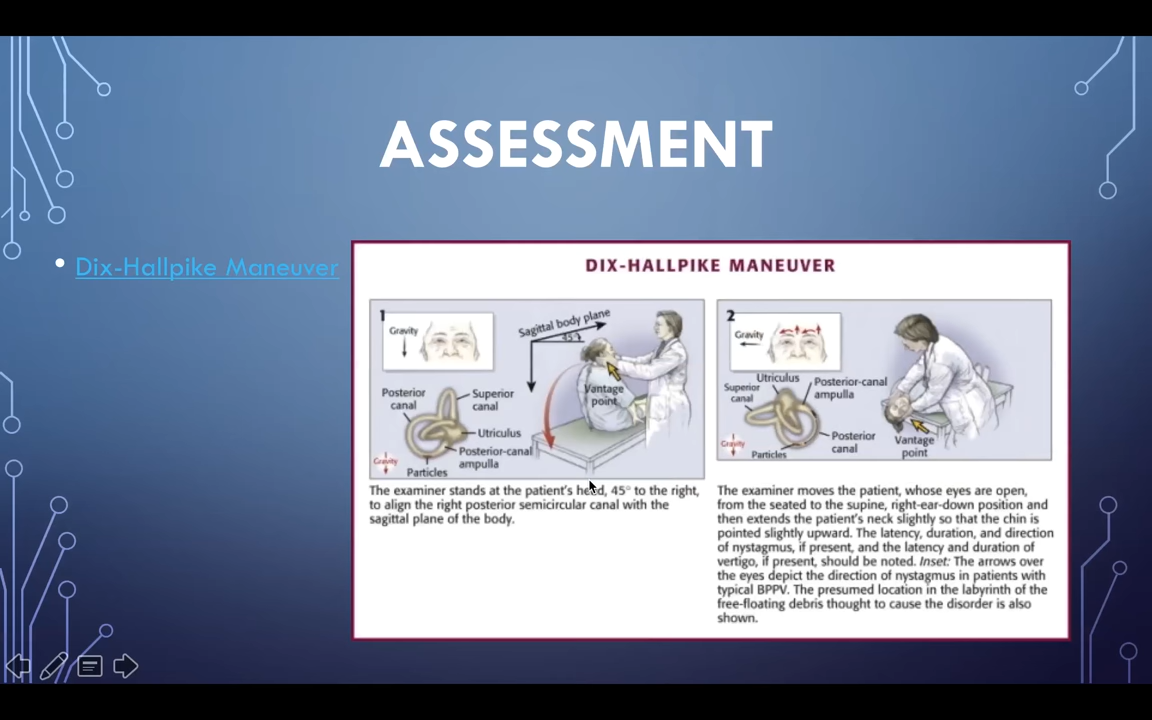 ASSESSMENT
• Dix-Hallpike Maneuver
DIX-HALLPIKE MANEUVER
1
Gravity
Sagittal body plane
45°
Vantage
point
Posterior
canal
Superior
canal
Utriculus
Posterior-canal
ampulla
Gravity
Particles
The examiner stands at the patient's head, 45° to the right,
to align the right posterior semicircular canal with the
sagittal plane of the body.
2
Gravity
Utriculus
Superior
canal
Posterior-canal
ampulla
Posterior
canal
Gravity
Particles
Vantage
point
The examiner moves the patient, whose eyes are open,
from the seated to the supine, right-ear-down position and
then extends the patient's neck slightly so that the chin is
pointed slightly upward. The latency, duration, and direction
of nystagmus, if present, and the latency and duration of
vertigo, if present, should be noted. Inset: The arrows over
the eyes depict the direction of nystagmus in patients with
typical BPPV. The presumed location in the labyrinth of the
free-floating debris thought to cause the disorder is also
shown.